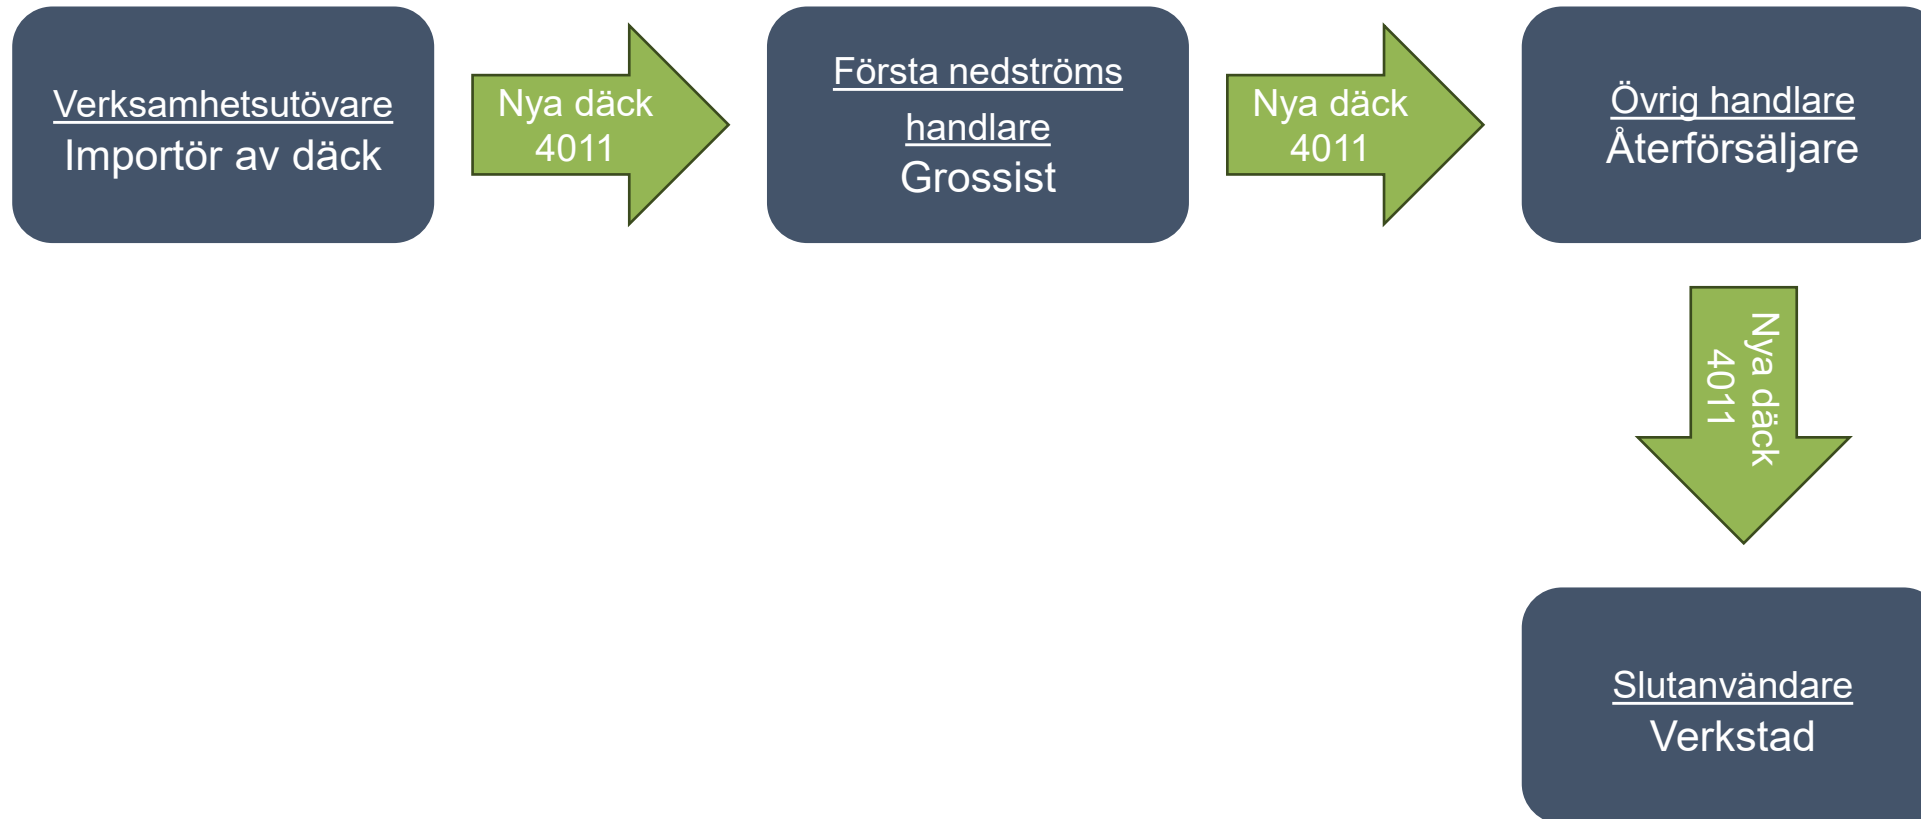 Verksamhetsutövare
Importör av däck
Nya däck
4011
Första nedströms
handlare
Grossist
Nya däck
4011
Övrig handlare
Återförsäljare
Nya däck
4011
Slutanvändare
Verkstad